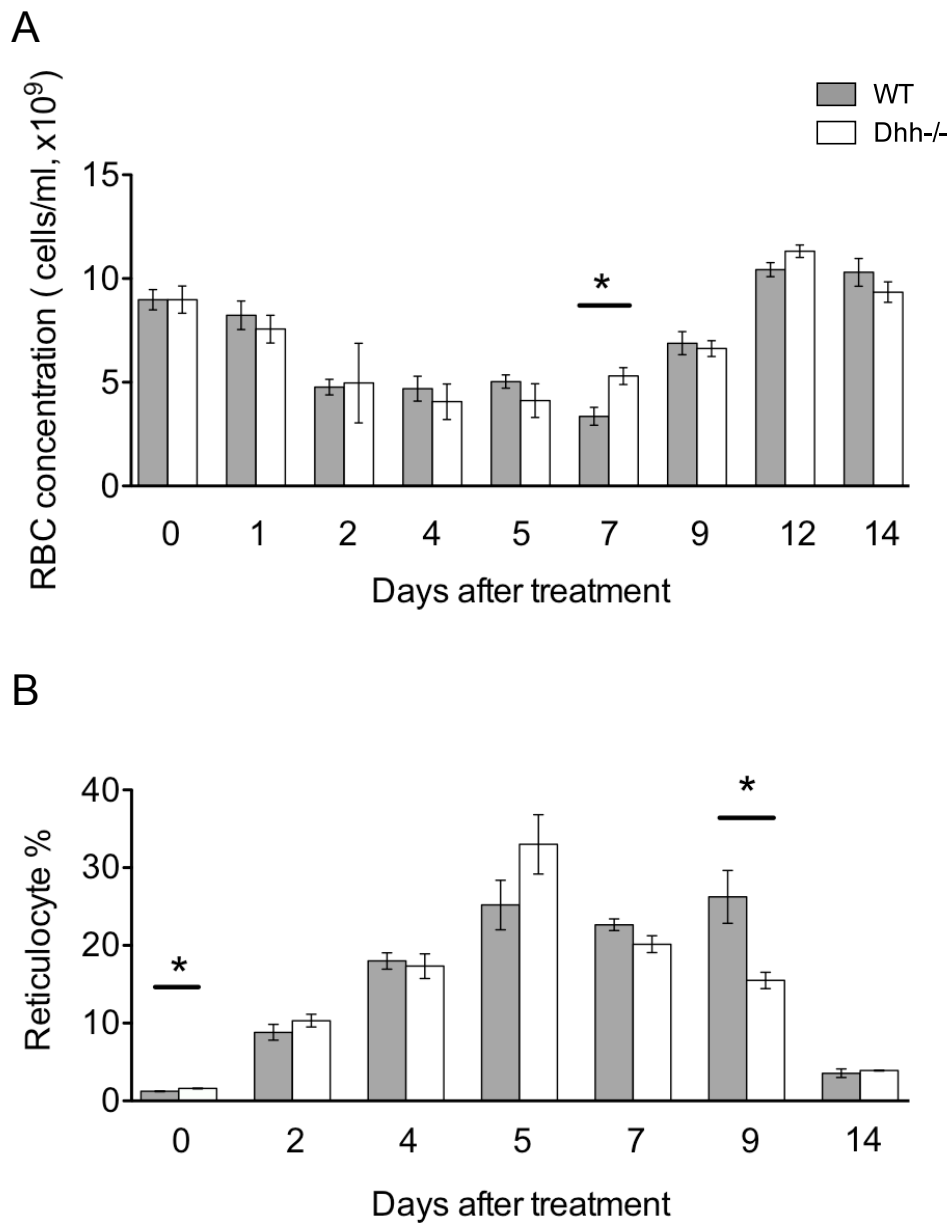 A
RBC concentration ( cells/ml, x10⁹)
WT
Dhh-/-
15
10
5
0
*
0 1 2 4 5 7 9 12 14
Days after treatment
B
Reticulocyte %
40
30
20
10
0
*
*
0 2 4 5 7 9 14
Days after treatment